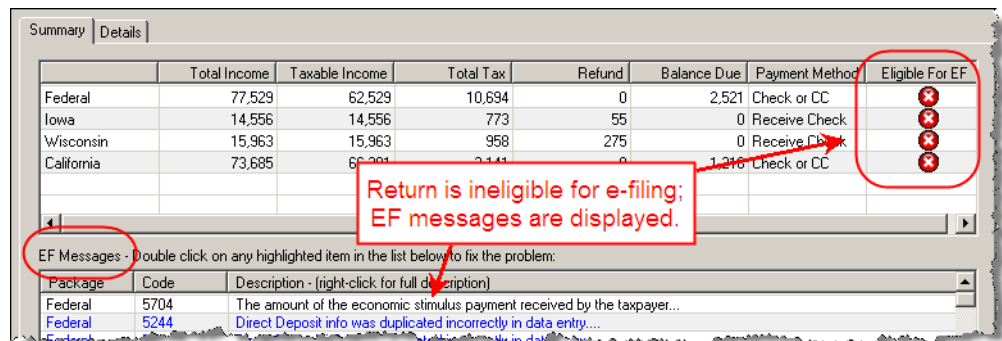 Summary Details
Total Income Taxable Income Total Tax Refund Balance Due Payment Method Eligible For EF
Federal 77,529 62,529 10,694 0 2,521 Check or CC
Iowa 14,556 14,556 773 55 0 Receive Check
Wisconsin 15,963 15,963 958 275 0 Receive Check
California 73,685 1,216 Check or CC
Return is ineligible for e-filing;
EF messages are displayed.
EF Messages - Double click on any highlighted item in the list below to fix the problem:
Package Code Description - (right-click for full description)
Federal 5704 The amount of the economic stimulus payment received by the taxpayer...
Federal 5244 Direct Deposit info was duplicated incorrectly in data entry....